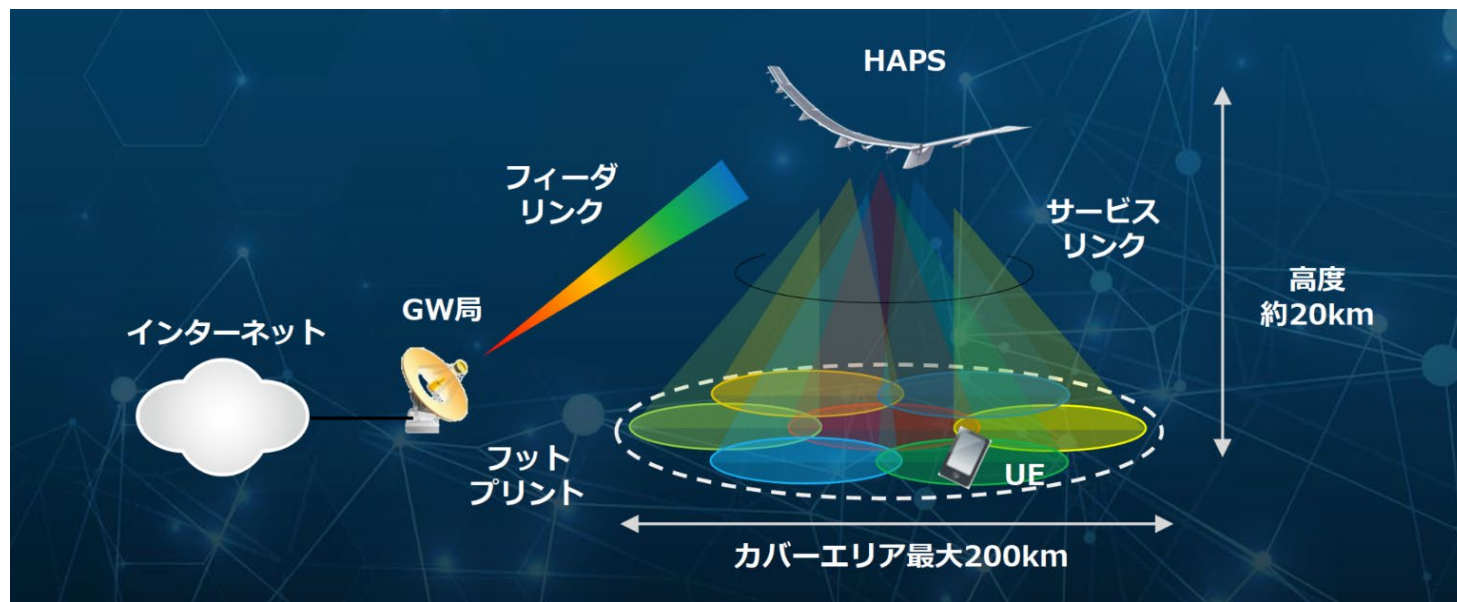 HAPS
フィーダ
リンク
サービス
リンク
高度
約20km
GW局
インターネット
フット
プリント
UE
カバーエリア最大200km